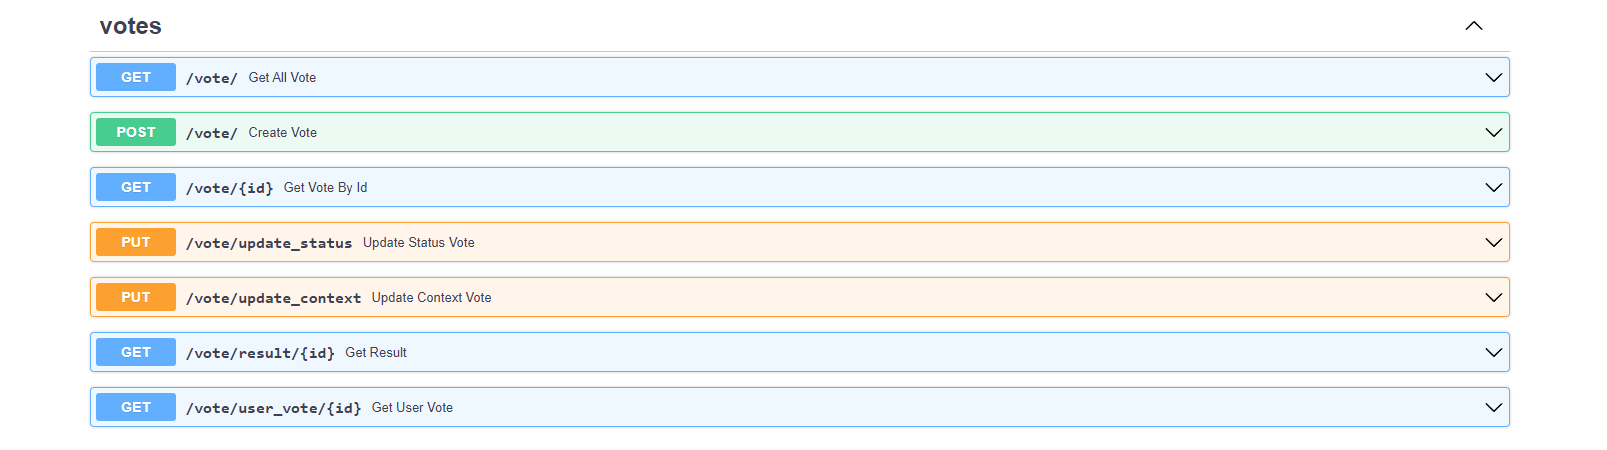 votes
GET /vote/ Get All Vote
POST /vote/ Create Vote
GET /vote/{id} Get Vote By Id
PUT /vote/update_status Update Status Vote
PUT /vote/update_context Update Context Vote
GET /vote/result/{id} Get Result
GET /vote/user_vote/{id} Get User Vote